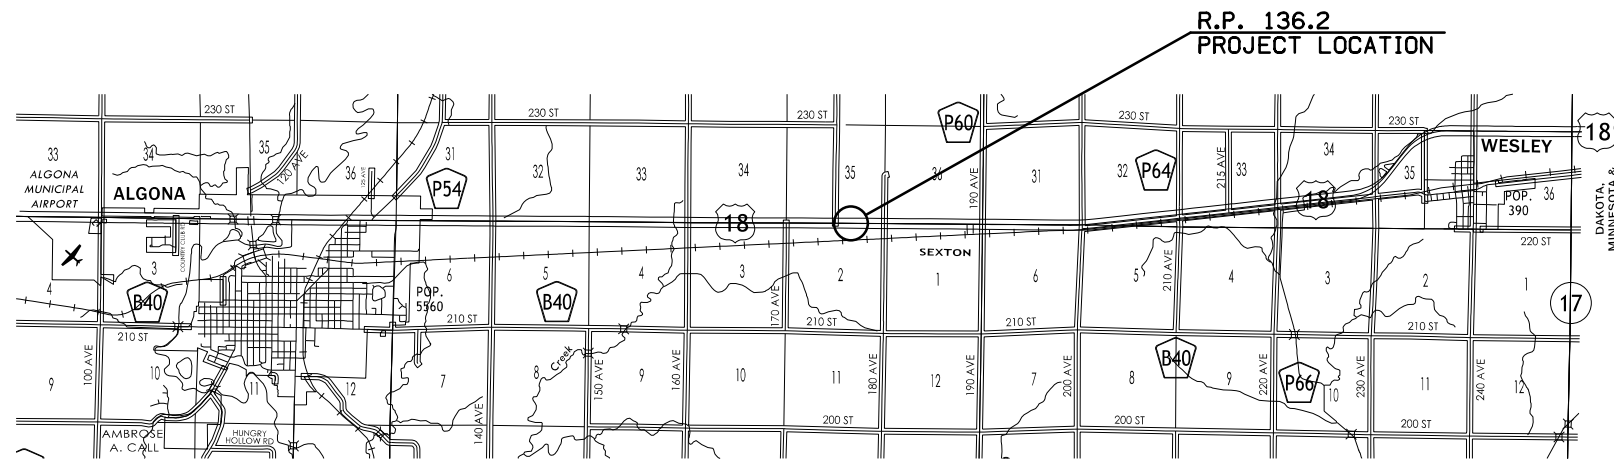 R.P. 136.2
PROJECT LOCATION
230 ST
230 ST
230 ST
230 ST
230 ST
P60
18
WESLEY
33
34
35
36
31
32
33
34
35
36
31
32
33
34
35
36
120 AVE
ALGONA
MUNICIPAL
AIRPORT
ALGONA
P54
P64
215 AVE
190 AVE
18
18
POP.
390
DAKOTA,
MINNESOTA &
SEXTON
220 ST
COUNTRY CLUB RD
3
4
6
5
4
3
2
1
6
5
4
3
2
1
210 AVE
170 AVE
B40
POP.
5560
B40
17
210 ST
210 ST
210 ST
210 ST
210 ST
Creek
B40
P66
100 AVE
140 AVE
150 AVE
160 AVE
180 AVE
190 AVE
200 AVE
220 AVE
230 AVE
240 AVE
9
10
11
12
7
8
9
10
11
12
7
8
9
10
11
12
200 ST
200 ST
200 ST
AMBROSE
A. CALL
HUNGRY
HOLLOW RD